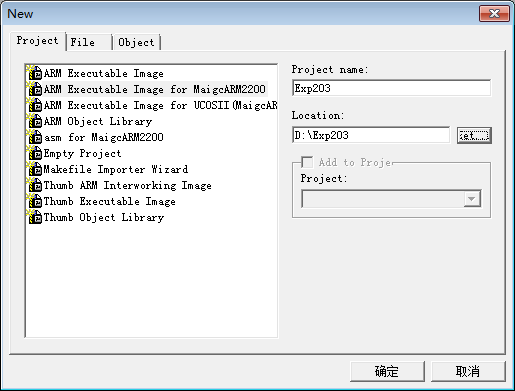 New
Project File Object
ARM Executable Image
ARM Executable Image for MaigcARM2200
ARM Executable Image for UCOSII(MaigcAR
ARM Object Library
asm for MaigcARM2200
Empty Project
Makefile Importer Wizard
Thumb ARM Interworking Image
Thumb Executable Image
Thumb Object Library
Project name:
Exp203
Location:
D:\Exp203
et...
Add to Proje
Project:
确定 取消